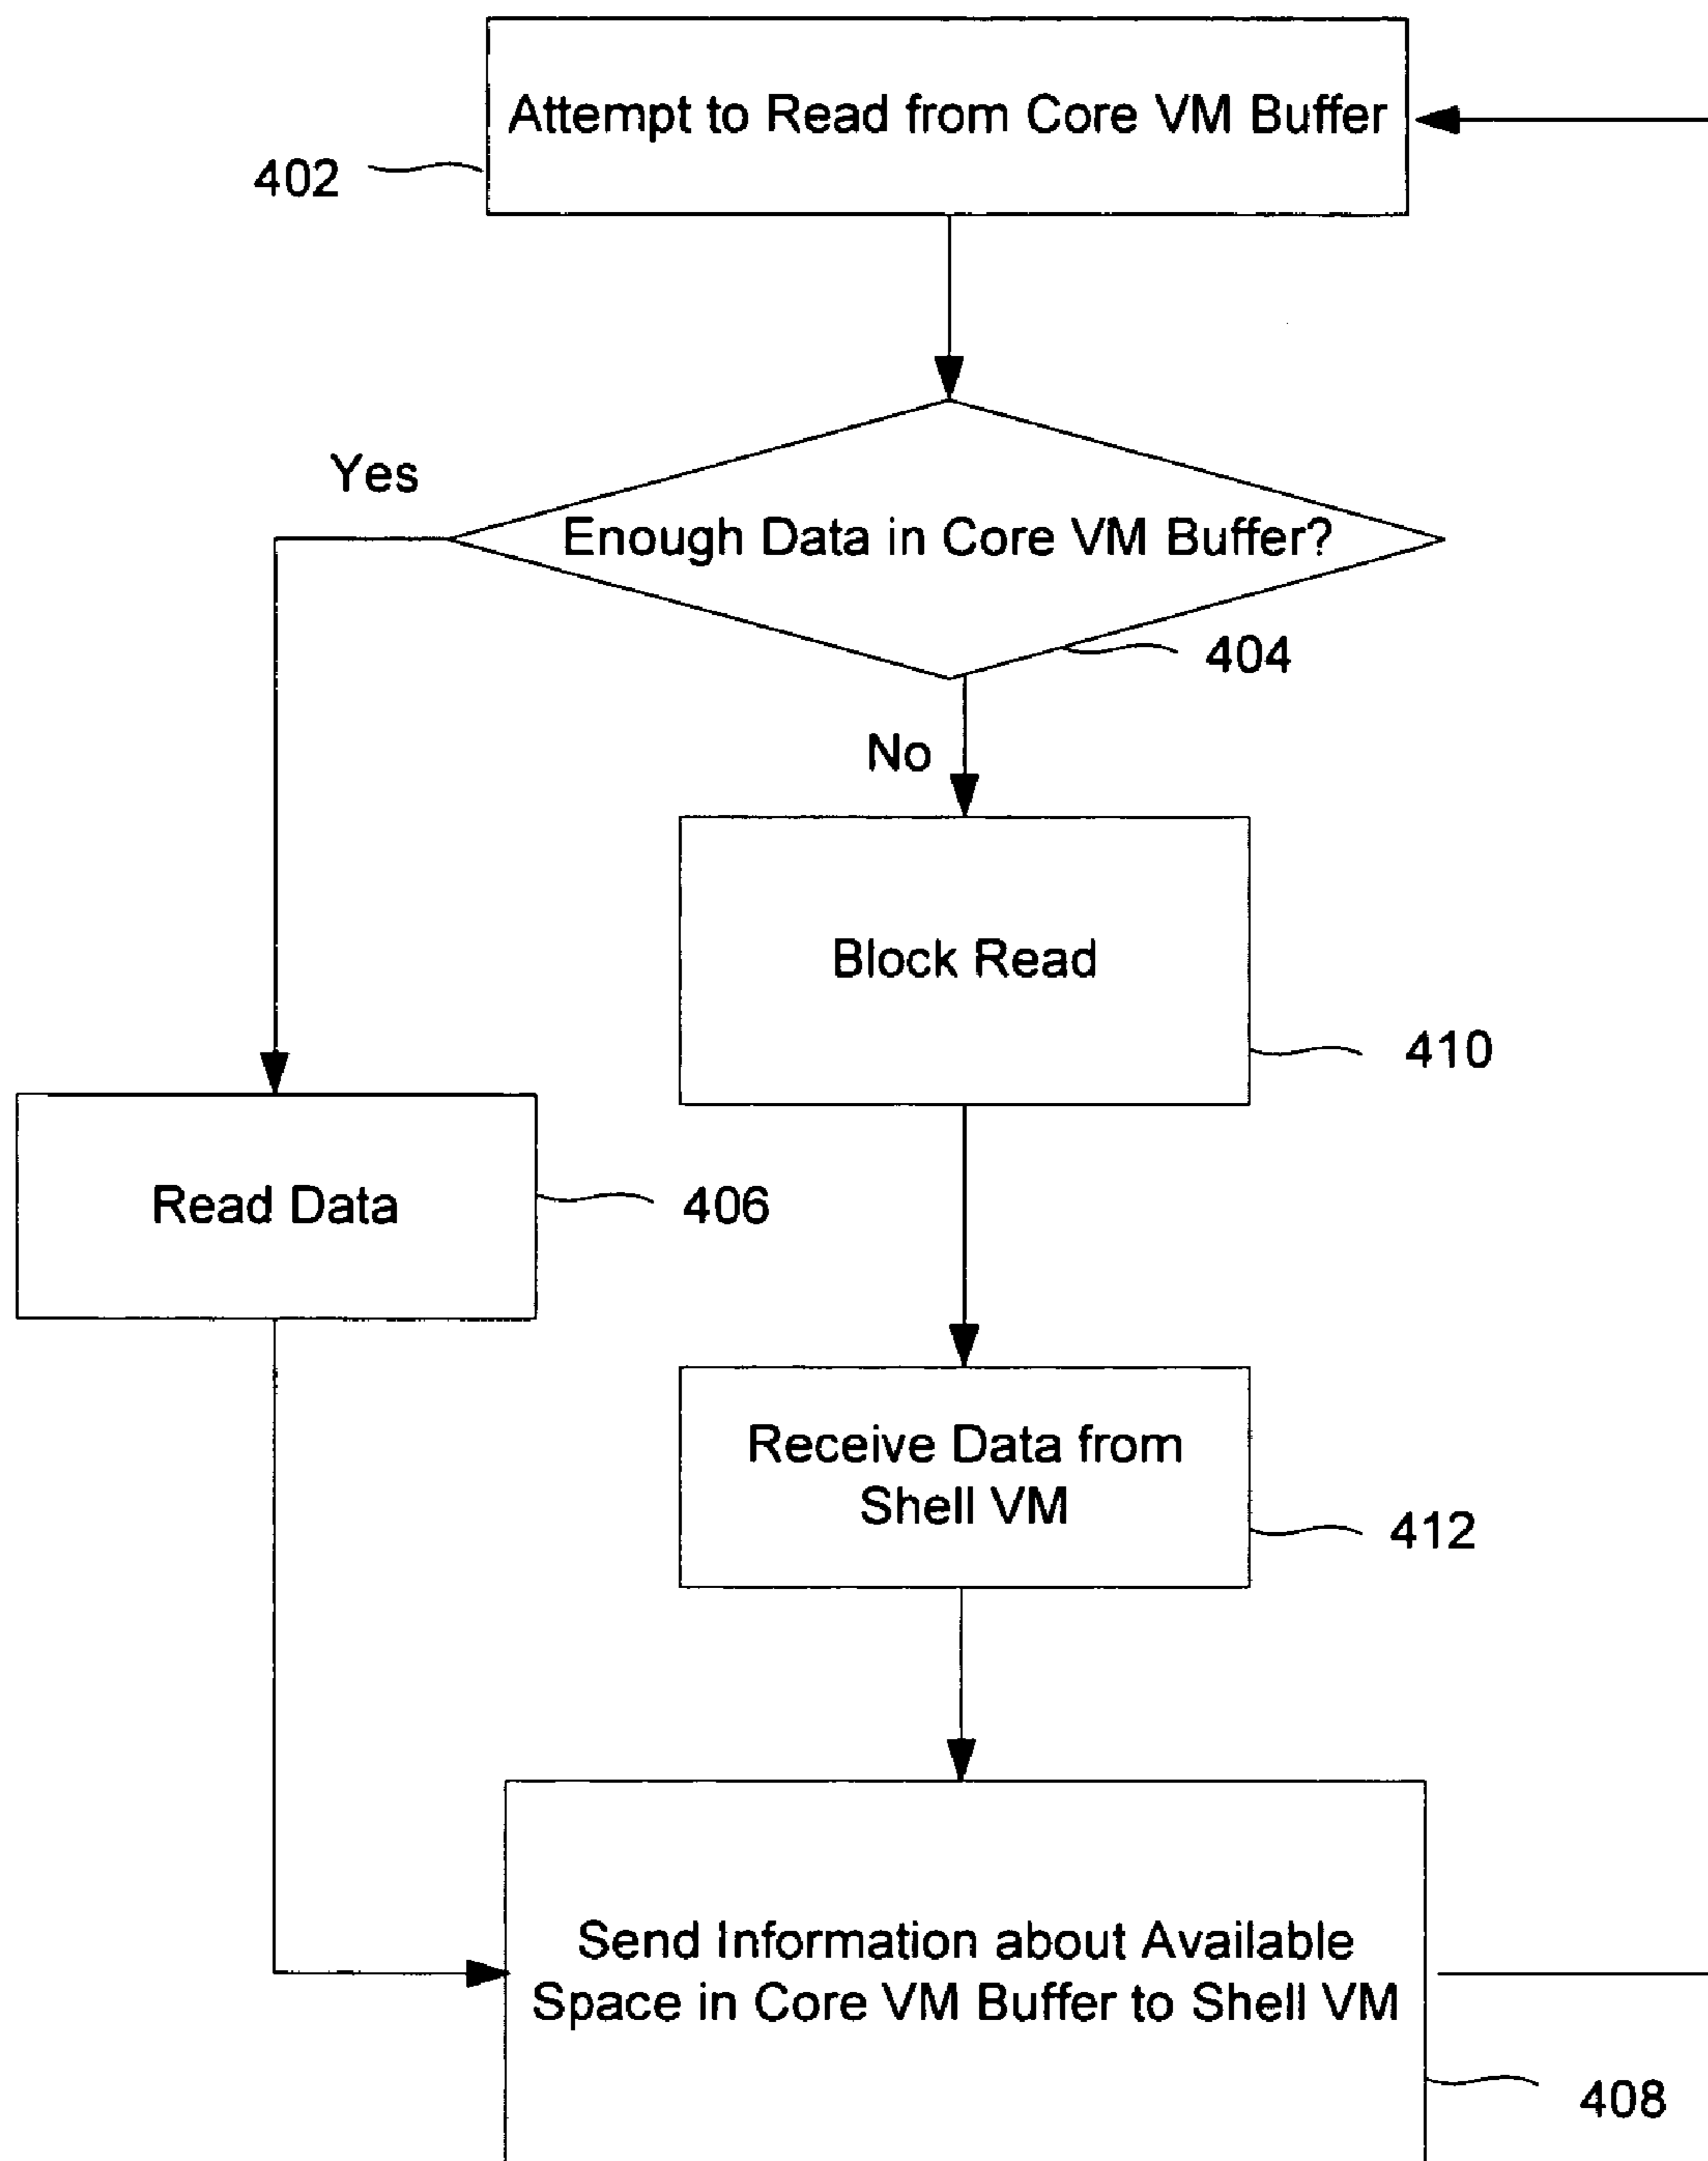 Attempt to Read from Core VM Buffer
402
Yes
Enough Data in Core VM Buffer?
404
No
Block Read
410
Read Data
406
Receive Data from
Shell VM
412
Send Information about Available
Space in Core VM Buffer to Shell VM
408